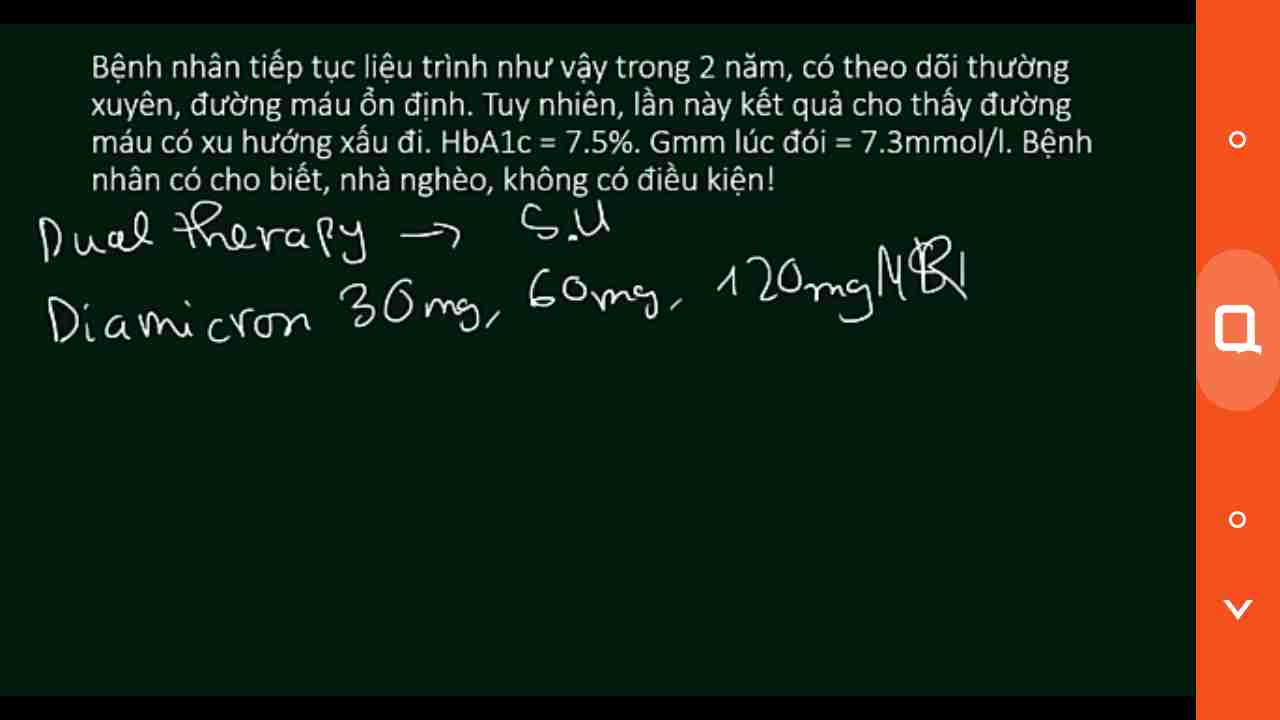 Bệnh nhân tiếp tục liệu trình như vậy trong 2 năm, có theo dõi thường
xuyên, đường máu ổn định. Tuy nhiên, lần này kết quả cho thấy đường
máu có xu hướng xấu đi. HbA1c = 7.5%. Gmm lúc đói = 7.3mmol/l. Bệnh
nhân có cho biết, nhà nghèo, không có điều kiện!
Dual therapy → S.U
Diamicron 30mg, 60mg, 120mg